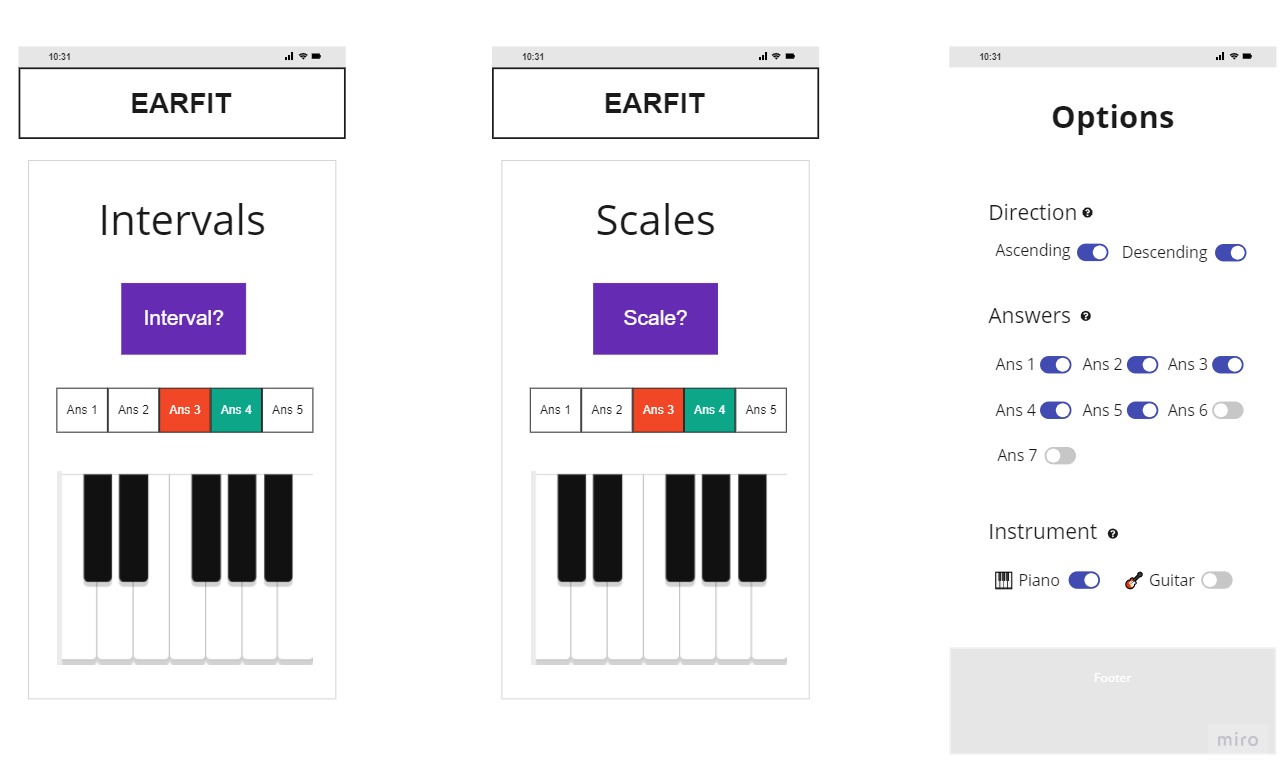 10:31
EARFIT
Intervals
Interval?
Ans 1 Ans 2 Ans 3 Ans 4 Ans 5
10:31
EARFIT
Scales
Scale?
Ans 1 Ans 2 Ans 3 Ans 4 Ans 5
10:31
Options
Direction ?
Ascending Descending
Answers ?
Ans 1 Ans 2 Ans 3
Ans 4 Ans 5 Ans 6
Ans 7
Instrument ?
Piano Guitar
Footer
miro